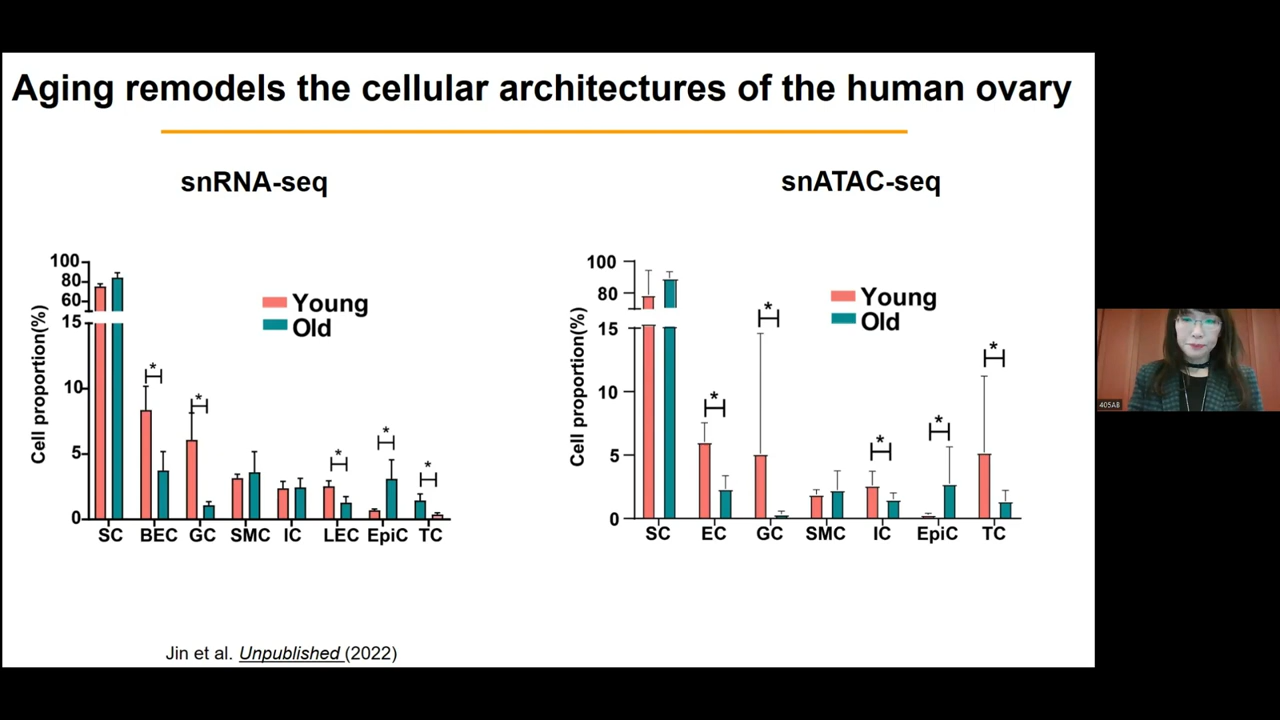 Aging remodels the cellular architectures of the human ovary
snRNA-seq
snATAC-seq
100
80
60
15
10
5
0
Cell proportion(%)
Young
Old
*
*
*
*
*
SC BEC GC SMC IC LEC EpiC TC
100
80
15
10
5
0
Cell proportion(%)
Young
Old
*
*
*
*
*
SC EC GC SMC IC EpiC TC
Jin et al. Unpublished (2022)
405AB